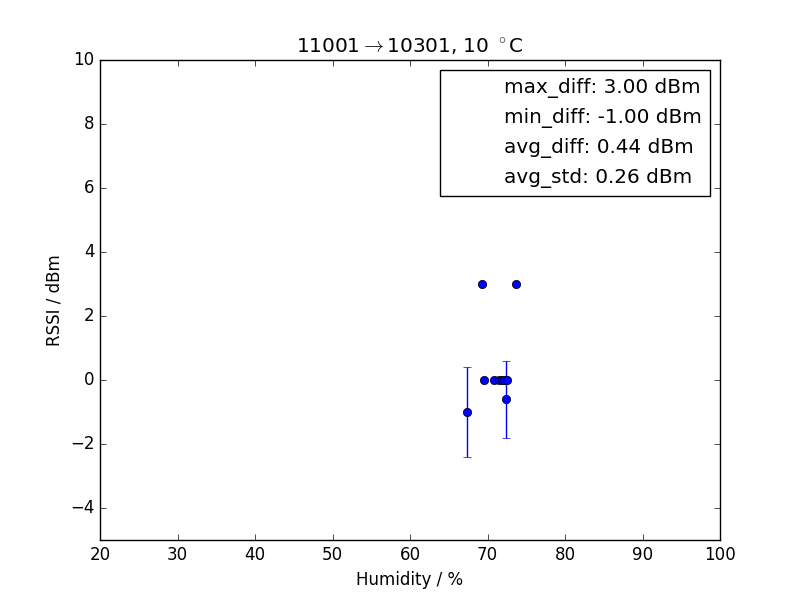 11001→10301, 10 °C
max_diff: 3.00 dBm
min_diff: -1.00 dBm
avg_diff: 0.44 dBm
avg_std: 0.26 dBm
10
8
6
4
2
0
−2
−4
RSSI / dBm
20 30 40 50 60 70 80 90 100
Humidity / %